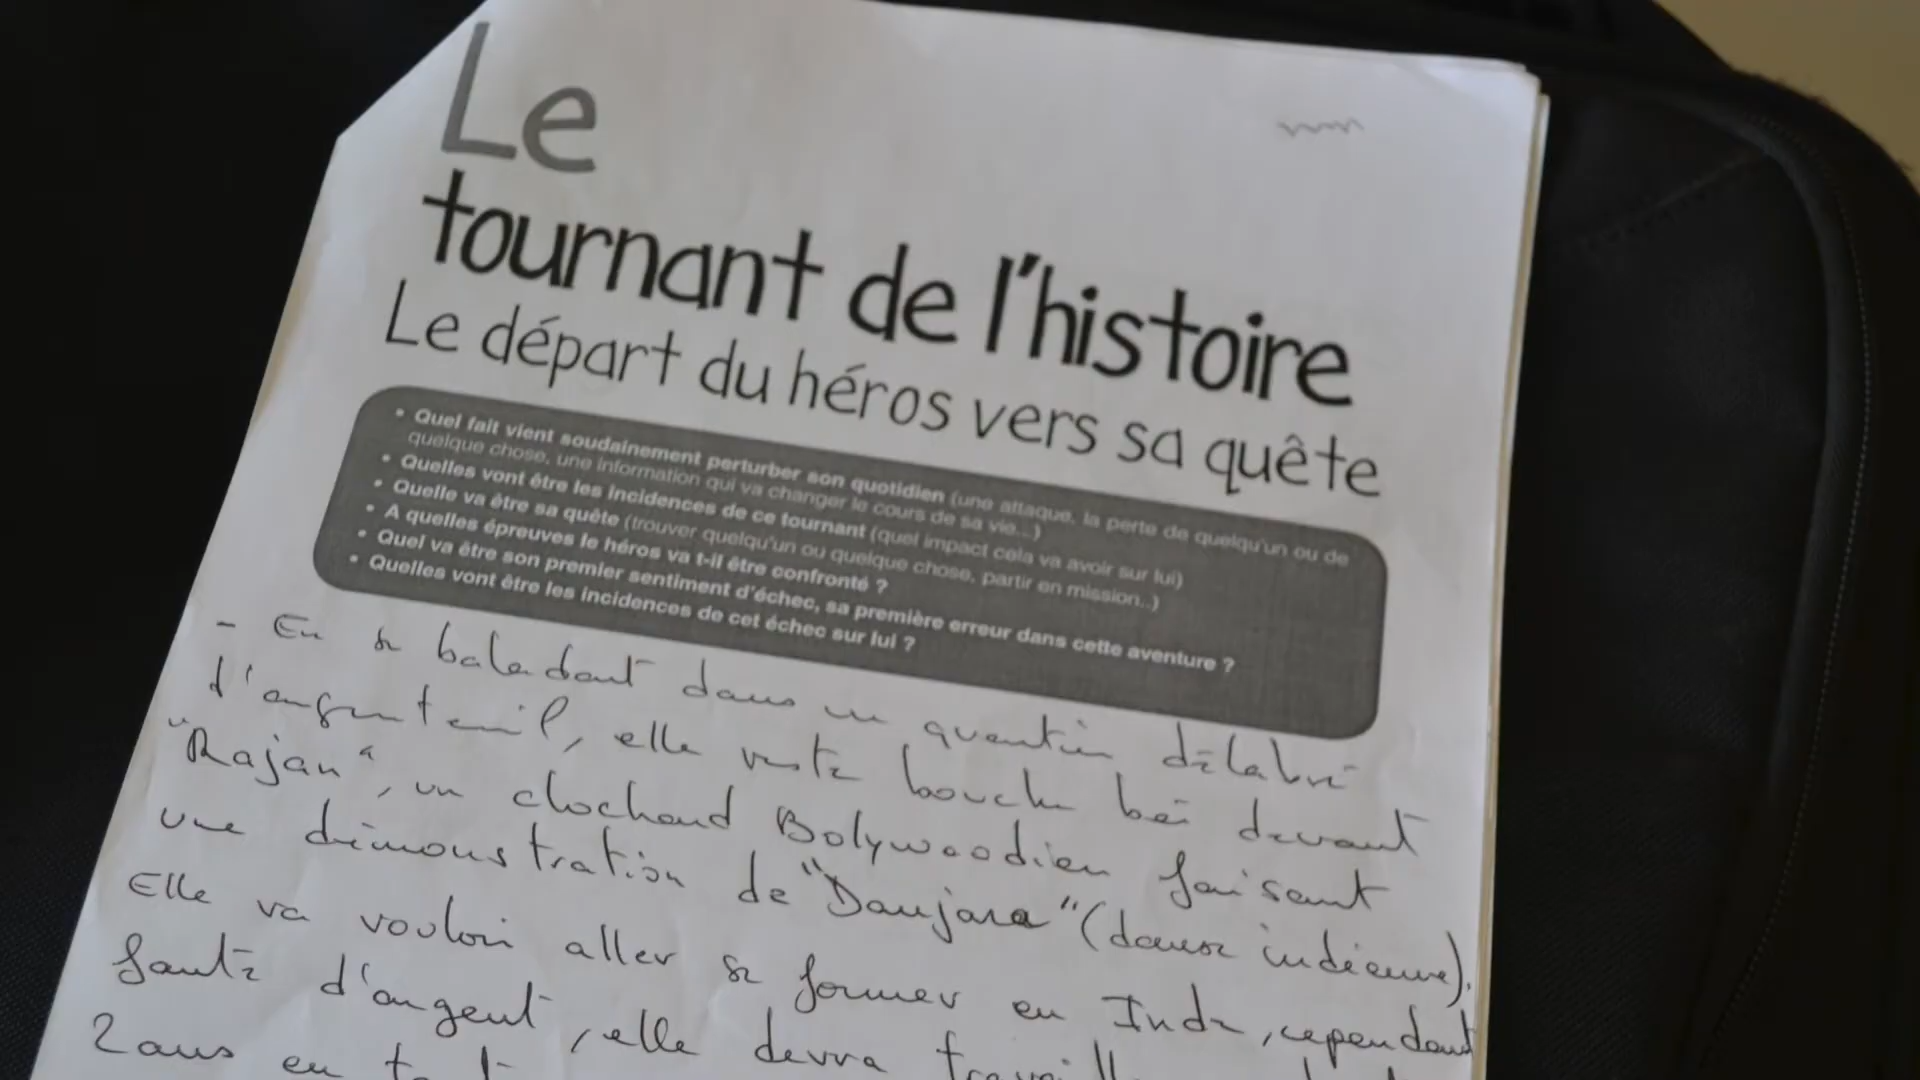 Le
tournant de l'histoire
Le départ du héros vers sa quête
• Quel fait vient soudainement perturber son quotidien (une attaque, la perte de quelqu'un ou de
quelque chose, une information qui va changer le cours de sa vie...)
• Quelles vont être les incidences de ce tournant (quel impact cela va avoir sur lui)
• Quelle va être sa quête (trouver quelqu'un ou quelque chose, partir en mission..)
• A quelles épreuves le héros va t-il être confronté ?
• Quel va être son premier sentiment d'échec, sa première erreur dans cette aventure ?
• Quelles vont être les incidences de cet échec sur lui ?
- En se baladant dans un quartier délabré
d'argenteuil, elle reste bouche bée devant
"Rajan", un clochard Bolywoodien faisant
une démonstration de "Danjara" (danse indienne).
Elle va vouloir aller se former en Inde, cependant
faute d'argent, elle devra
2 ans en